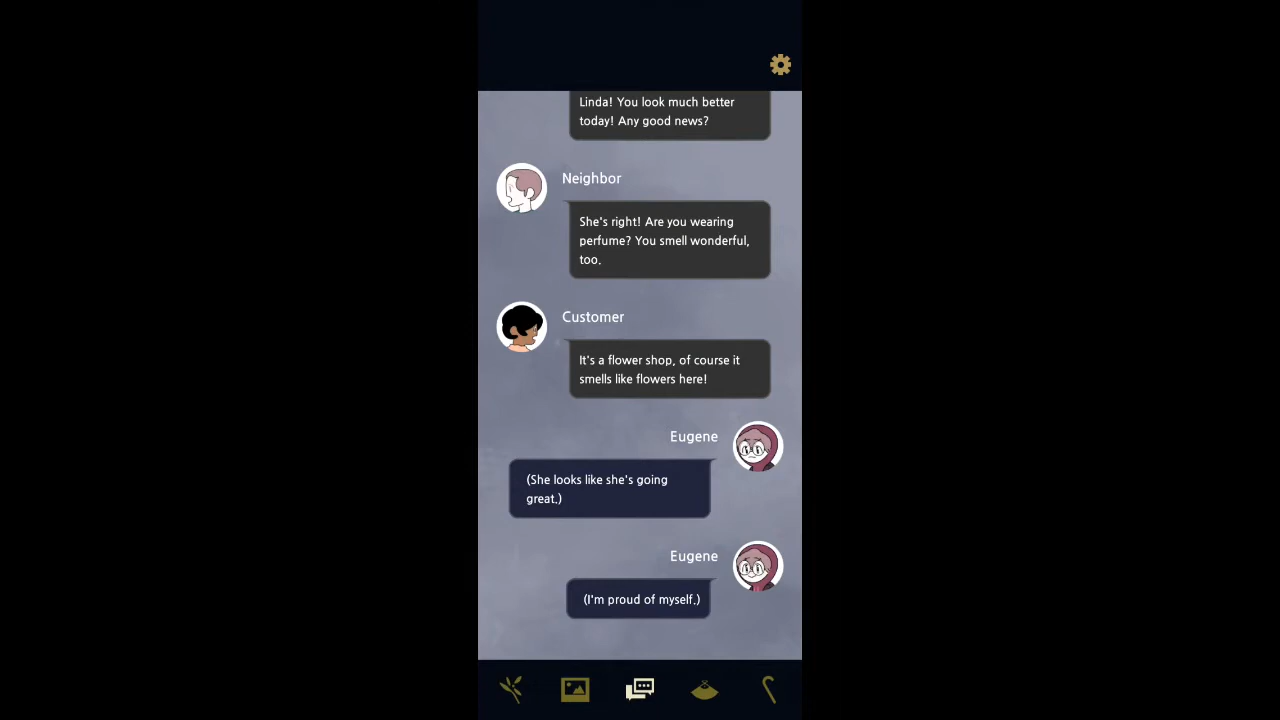 Linda! You look much better
today! Any good news?
Neighbor
She's right! Are you wearing
perfume? You smell wonderful,
too.
Customer
It's a flower shop, of course it
smells like flowers here!
Eugene
(She looks like she's going
great.)
Eugene
(I'm proud of myself.)